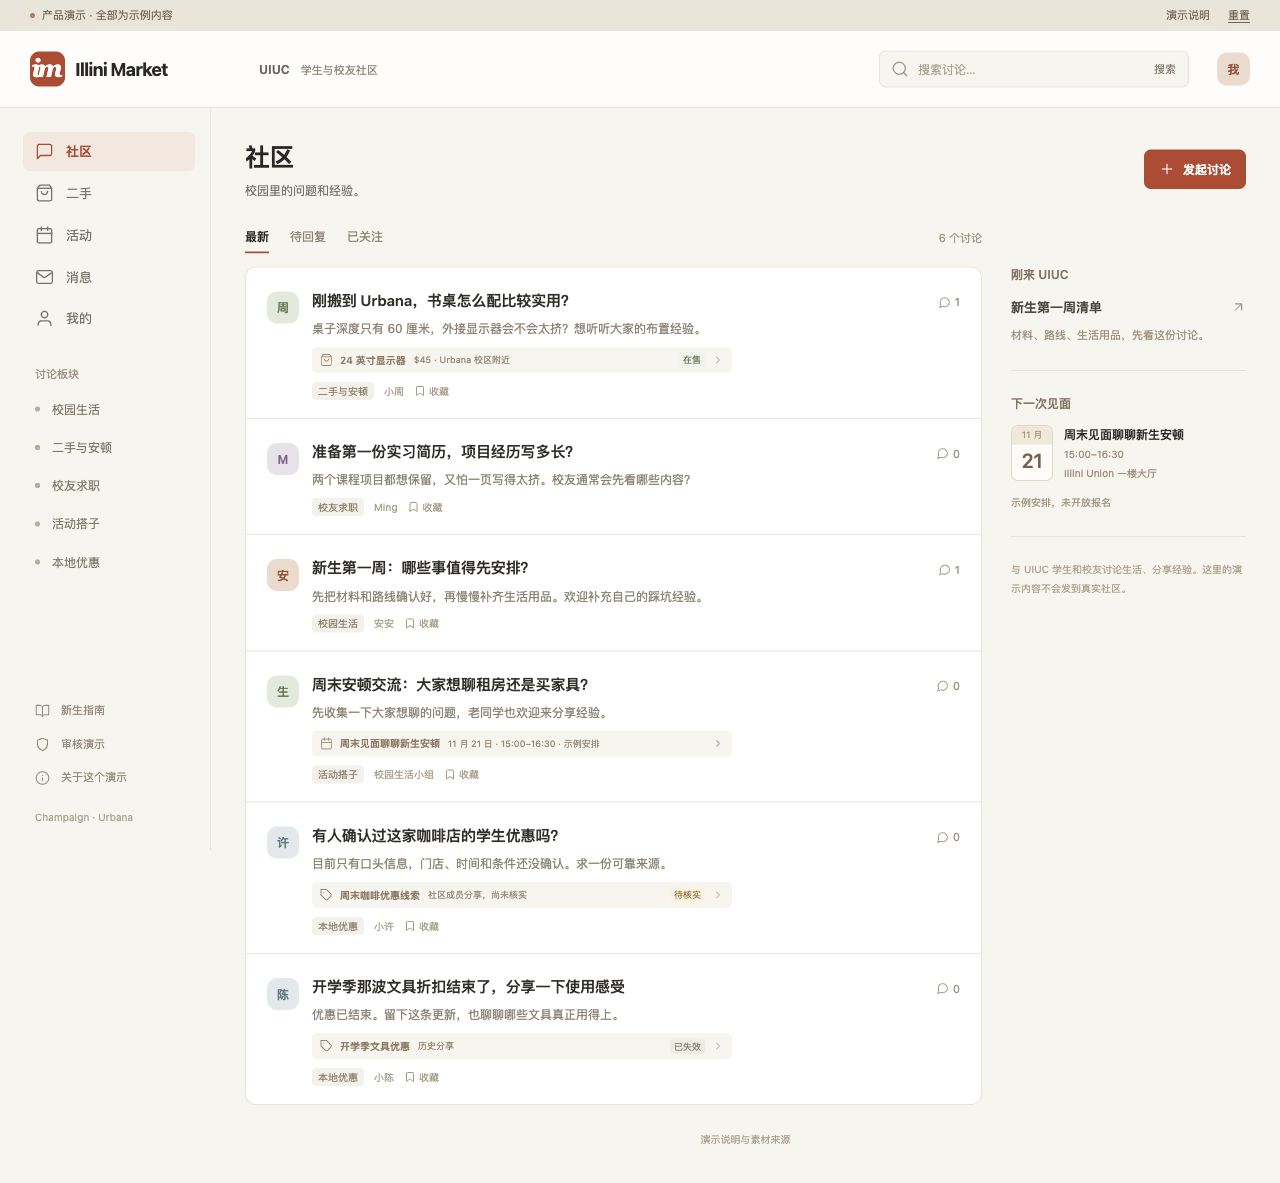 产品演示 · 全部为示例内容
演示说明
重置
im
Illini Market
UIUC 学生与校友社区
搜索讨论...
搜索
我
社区
二手
活动
消息
我的
讨论板块
校园生活
二手与安顿
校友求职
活动搭子
本地优惠
新生指南
审核演示
关于这个演示
Champaign · Urbana
社区
校园里的问题和经验。
发起讨论
最新
待回复
已关注
6 个讨论
周
刚搬到 Urbana，书桌怎么配比较实用？
1
桌子深度只有 60 厘米，外接显示器会不会太挤？想听听大家的布置经验。
24 英寸显示器 $45 · Urbana 校区附近 在售
二手与安顿 小周 收藏
M
准备第一份实习简历，项目经历写多长？
0
两个课程项目都想保留，又怕一页写得太挤。校友通常会先看哪些内容？
校友求职 Ming 收藏
安
新生第一周：哪些事值得先安排？
1
先把材料和路线确认好，再慢慢补齐生活用品。欢迎补充自己的踩坑经验。
校园生活 安安 收藏
生
周末安顿交流：大家想聊租房还是买家具？
0
先收集一下大家想聊的问题，老同学也欢迎来分享经验。
周末见面聊聊新生安顿 11 月 21 日 · 15:00–16:30 · 示例安排
活动搭子 校园生活小组 收藏
许
有人确认过这家咖啡店的学生优惠吗？
0
目前只有口头信息，门店、时间和条件还没确认。求一份可靠来源。
周末咖啡优惠线索 社区成员分享，尚未核实 待核实
本地优惠 小许 收藏
陈
开学季那波文具折扣结束了，分享一下使用感受
0
优惠已结束。留下这条更新，也聊聊哪些文具真正用得上。
开学季文具优惠 历史分享 已失效
本地优惠 小陈 收藏
刚来 UIUC
新生第一周清单
材料、路线、生活用品，先看这份讨论。
下一次见面
11 月
21
周末见面聊聊新生安顿
15:00–16:30
Illini Union 一楼大厅
示例安排，未开放报名
与 UIUC 学生和校友讨论生活、分享经验。这里的演
示内容不会发到真实社区。
演示说明与素材来源